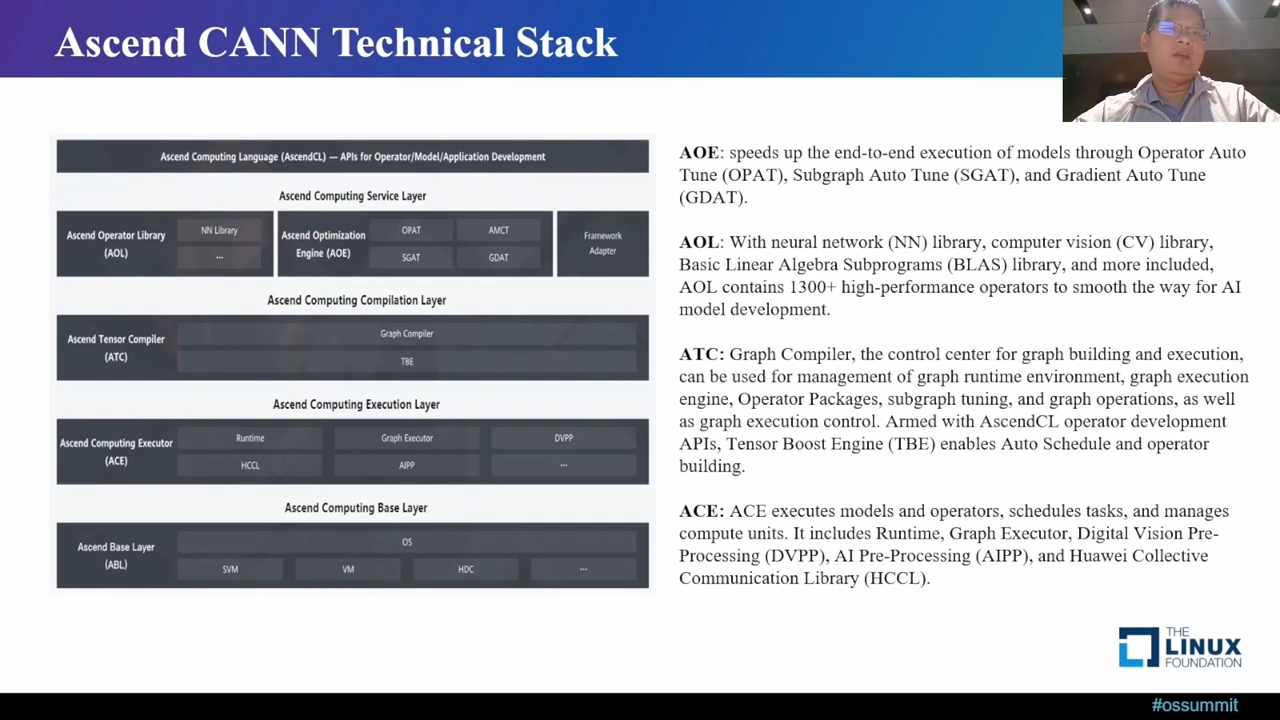 Ascend CANN Technical Stack
Ascend Computing Language (AscendCL) — APIs for Operator/Model/Application Development
Ascend Computing Service Layer
Ascend Operator Library
(AOL)
NN Library
...
Ascend Optimization
Engine (AOE)
OPAT
AMCT
SGAT
GDAT
Framework
Adapter
Ascend Computing Compilation Layer
Ascend Tensor Compiler
(ATC)
Graph Compiler
TBE
Ascend Computing Execution Layer
Ascend Computing Executor
(ACE)
Runtime
Graph Executor
DVPP
HCCL
AIPP
...
Ascend Computing Base Layer
Ascend Base Layer
(ABL)
OS
SVM
VM
HDC
...
AOE: speeds up the end-to-end execution of models through Operator Auto
Tune (OPAT), Subgraph Auto Tune (SGAT), and Gradient Auto Tune
(GDAT).
AOL: With neural network (NN) library, computer vision (CV) library,
Basic Linear Algebra Subprograms (BLAS) library, and more included,
AOL contains 1300+ high-performance operators to smooth the way for AI
model development.
ATC: Graph Compiler, the control center for graph building and execution,
can be used for management of graph runtime environment, graph execution
engine, Operator Packages, subgraph tuning, and graph operations, as well
as graph execution control. Armed with AscendCL operator development
APIs, Tensor Boost Engine (TBE) enables Auto Schedule and operator
building.
ACE: ACE executes models and operators, schedules tasks, and manages
compute units. It includes Runtime, Graph Executor, Digital Vision Pre-
Processing (DVPP), AI Pre-Processing (AIPP), and Huawei Collective
Communication Library (HCCL).
THE
LINUX
FOUNDATION
#ossummit